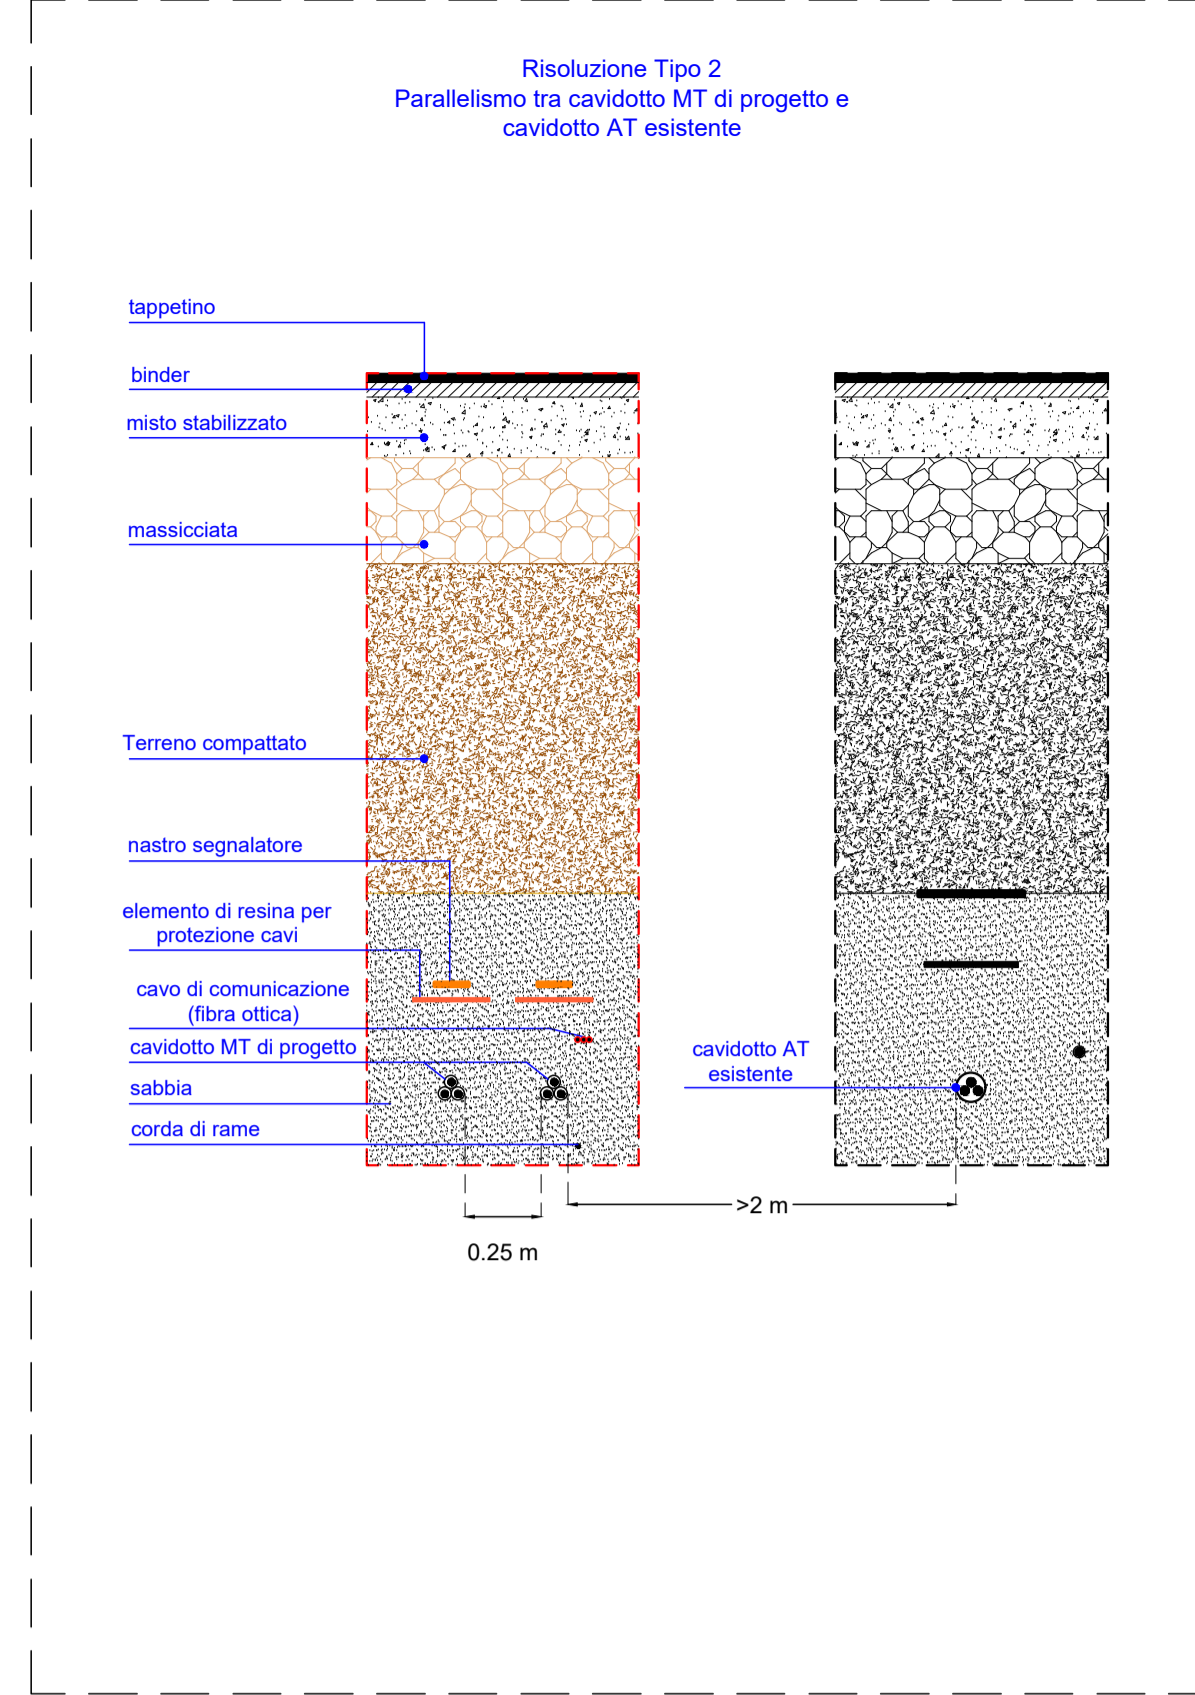 Risoluzione Tipo 2
Parallelismo tra cavidotto MT di progetto e
cavidotto AT esistente
tappetino
binder
misto stabilizzato
massicciata
Terreno compattato
nastro segnalatore
elemento di resina per
protezione cavi
cavo di comunicazione
(fibra ottica)
cavidotto MT di progetto
sabbia
corda di rame
cavidotto AT
esistente
>2 m
0.25 m